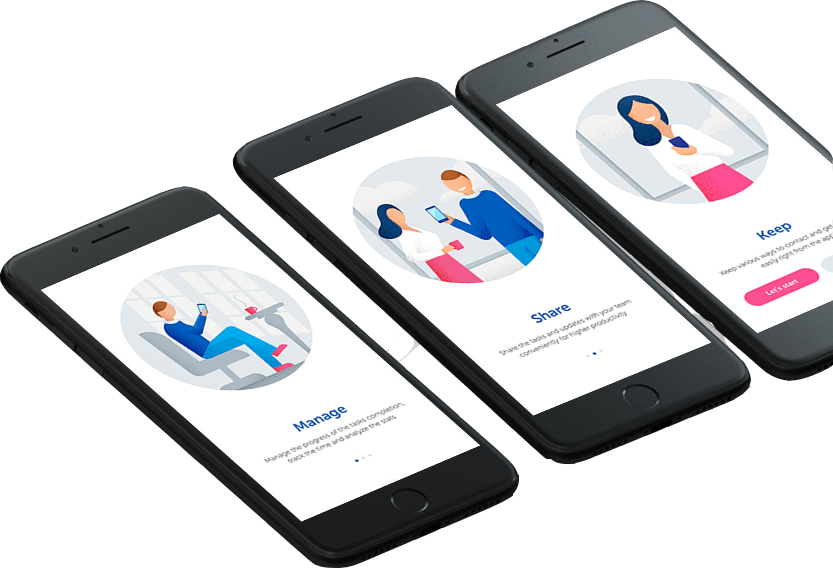 Manage
Manage the progress of the tasks completion,
track the time and analyze the stats
Share
Share the tasks and updates with your team
conveniently for higher productivity
Keep
Keep various ways to contact and get
easily right from the app
Let's start